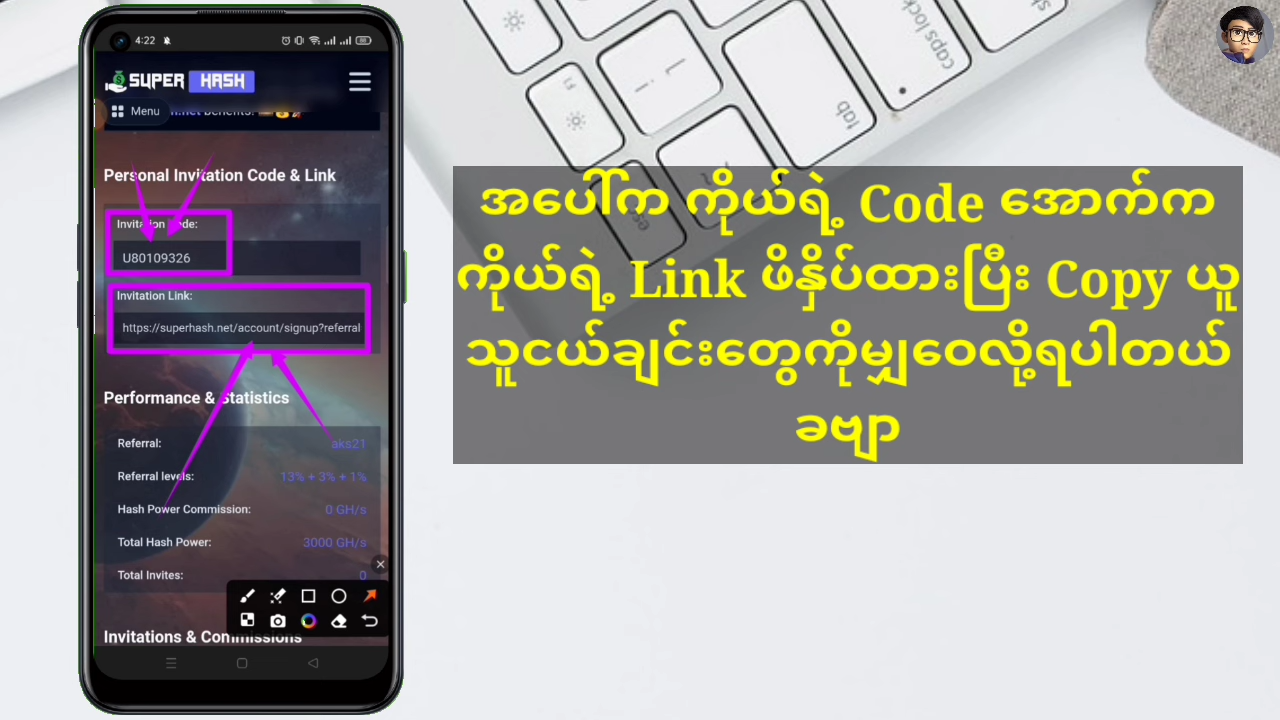 4:22
SUPER HASH
Menu
Personal Invitation Code & Link
U80109326
Invitation Link:
https://superhash.net/account/signup?referral
Performance & Statistics
Referral: aks21
Referral levels: 13% + 3% + 1%
Hash Power Commission: 0 GH/s
Total Hash Power: 3000 GH/s
Total Invites: 0
Invitations & Commissions
အပေါ်က ကိုယ်ရဲ့ Code အောက်က
ကိုယ်ရဲ့ Link ဖိနှိပ်ထားပြီး Copy ယူ
သူငယ်ချင်းတွေကိုမျှဝေလို့ရပါတယ်
ခဗျာ
caps lock
tab